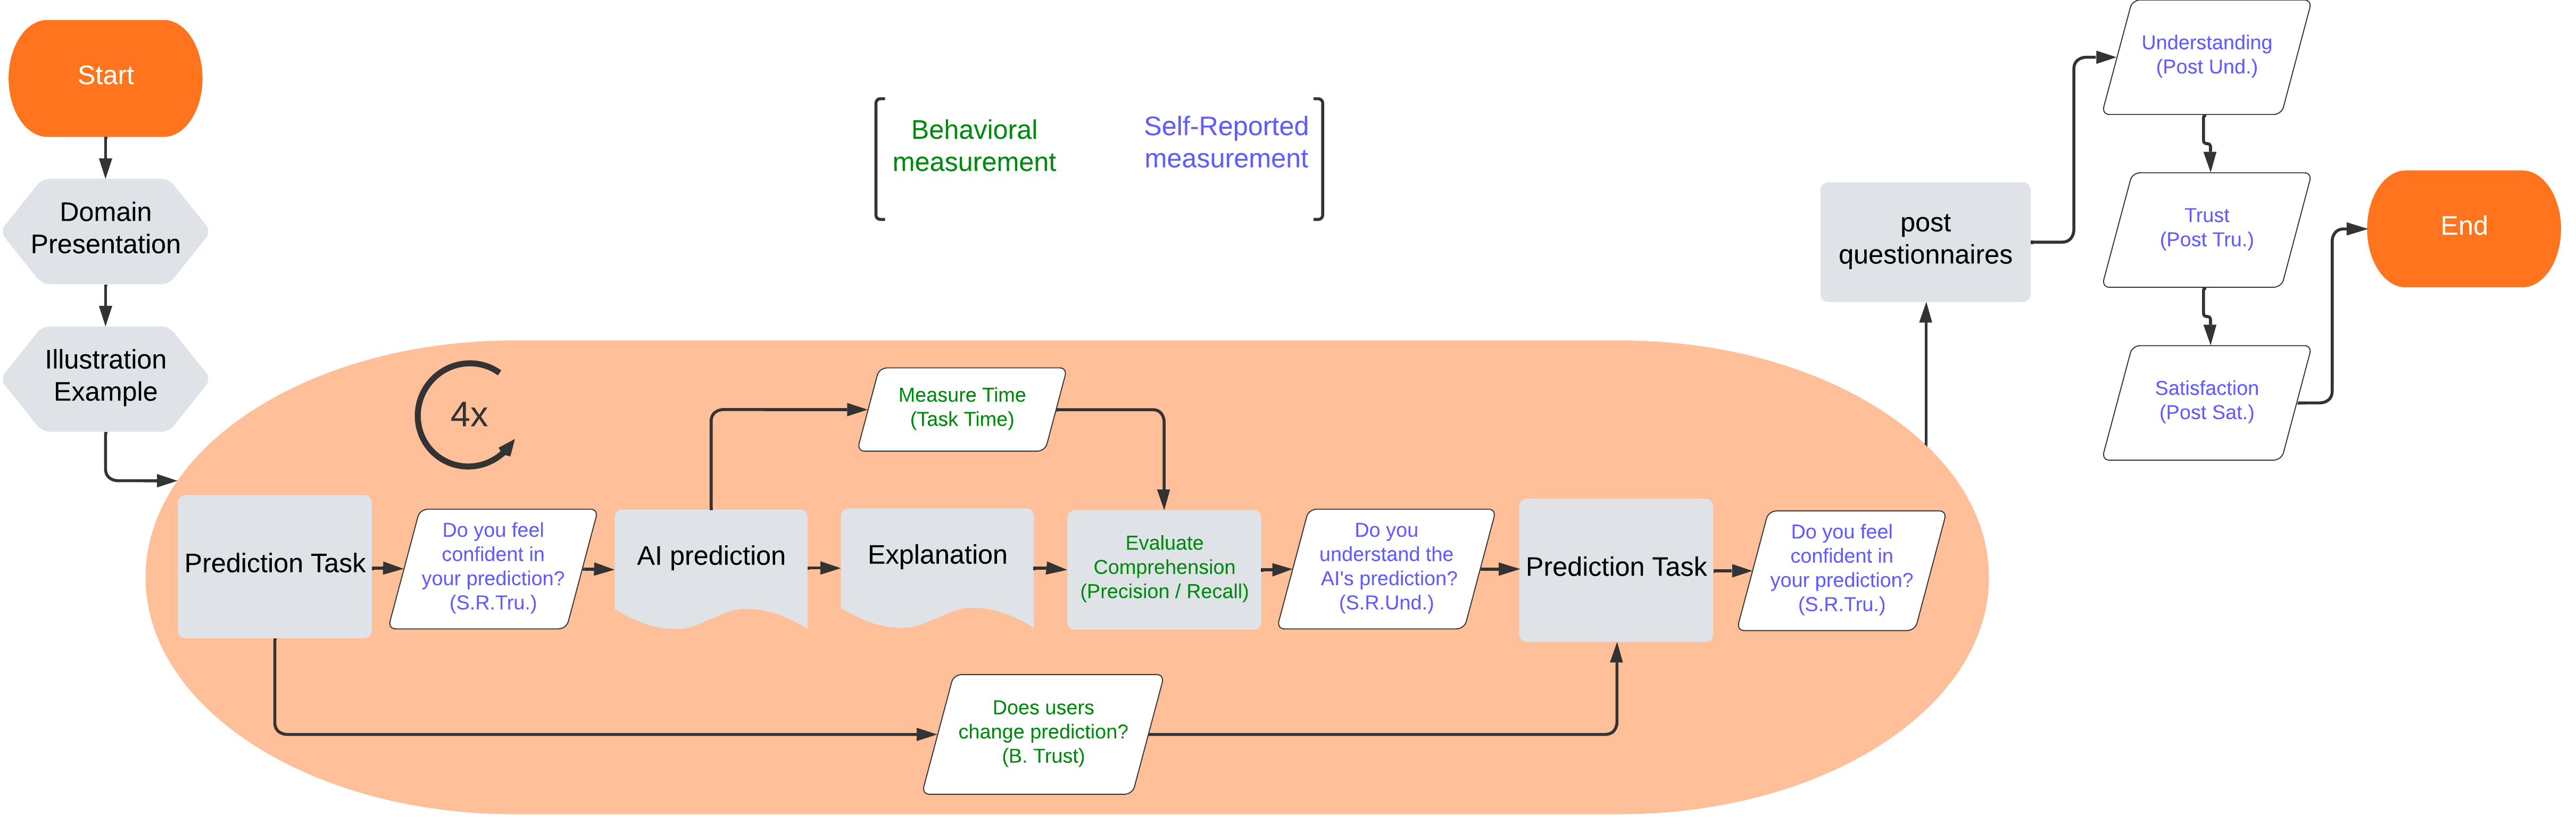 Start
Domain
Presentation
Illustration
Example
Behavioral
measurement
Self-Reported
measurement
4x
Measure Time
(Task Time)
Prediction Task
Do you feel
confident in
your prediction?
(S.R.Tru.)
AI prediction
Explanation
Evaluate
Comprehension
(Precision / Recall)
Do you
understand the
AI's prediction?
(S.R.Und.)
Prediction Task
Do you feel
confident in
your prediction?
(S.R.Tru.)
Does users
change prediction?
(B. Trust)
post
questionnaires
Understanding
(Post Und.)
Trust
(Post Tru.)
Satisfaction
(Post Sat.)
End